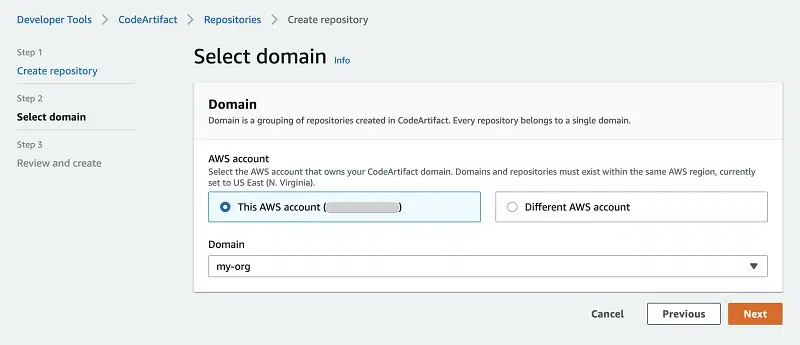 Developer Tools > CodeArtifact > Repositories > Create repository
Step 1
Create repository
Step 2
Select domain
Step 3
Review and create
Select domain Info
Domain
Domain is a grouping of repositories created in CodeArtifact. Every repository belongs to a single domain.
AWS account
Select the AWS account that owns your CodeArtifact domain. Domains and repositories must exist within the same AWS region, currently
set to US East (N. Virginia).
This AWS account ( )
Different AWS account
Domain
my-org
Cancel Previous Next